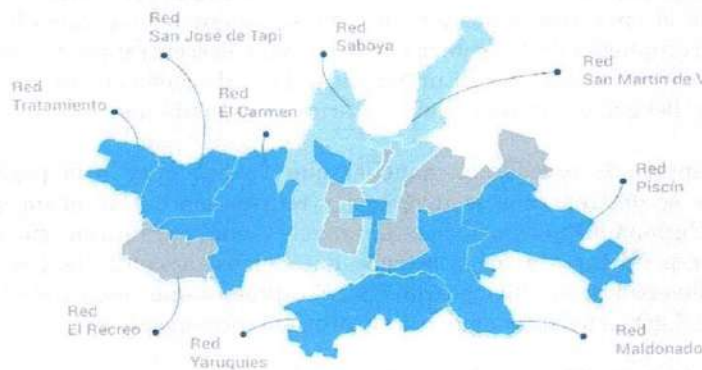 Red
San José de Tapi
Red
Saboya
Red
San Martín de V
Red
Tratamiento
Red
El Carmen
Red
Piscín
Red
El Recreo
Red
Yaruquies
Red
Maldonado